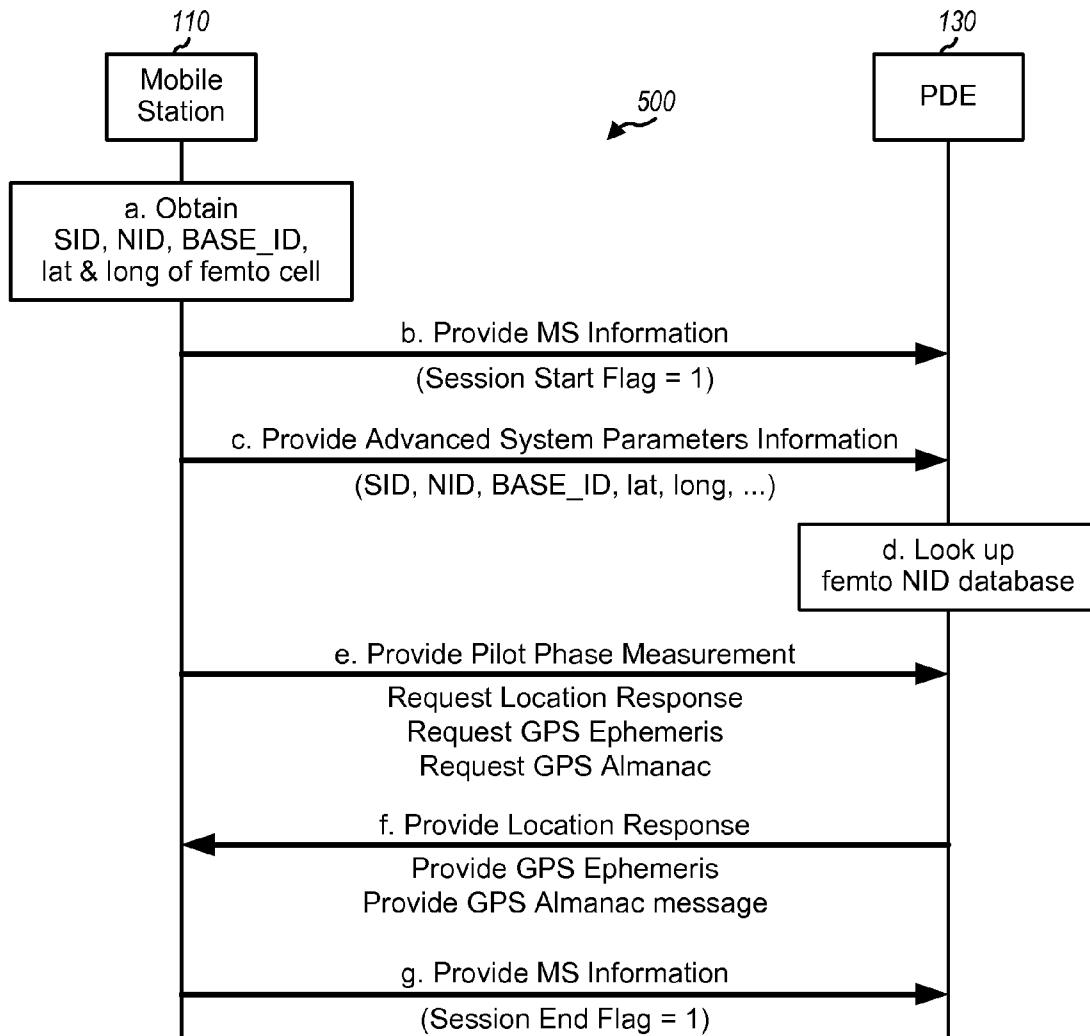 110
130
Mobile
Station
500
PDE
a. Obtain
SID, NID, BASE_ID,
lat & long of femto cell
b. Provide MS Information
(Session Start Flag = 1)
c. Provide Advanced System Parameters Information
(SID, NID, BASE_ID, lat, long, ...)
d. Look up
femto NID database
e. Provide Pilot Phase Measurement
Request Location Response
Request GPS Ephemeris
Request GPS Almanac
f. Provide Location Response
Provide GPS Ephemeris
Provide GPS Almanac message
g. Provide MS Information
(Session End Flag = 1)